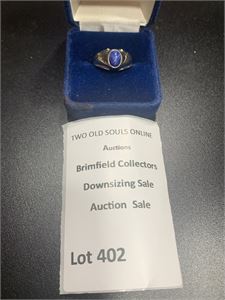 TWO OLD SOULS ONLINE
Auctions
Brimfield Collectors
Downsizing Sale
Auction Sale
Lot 402